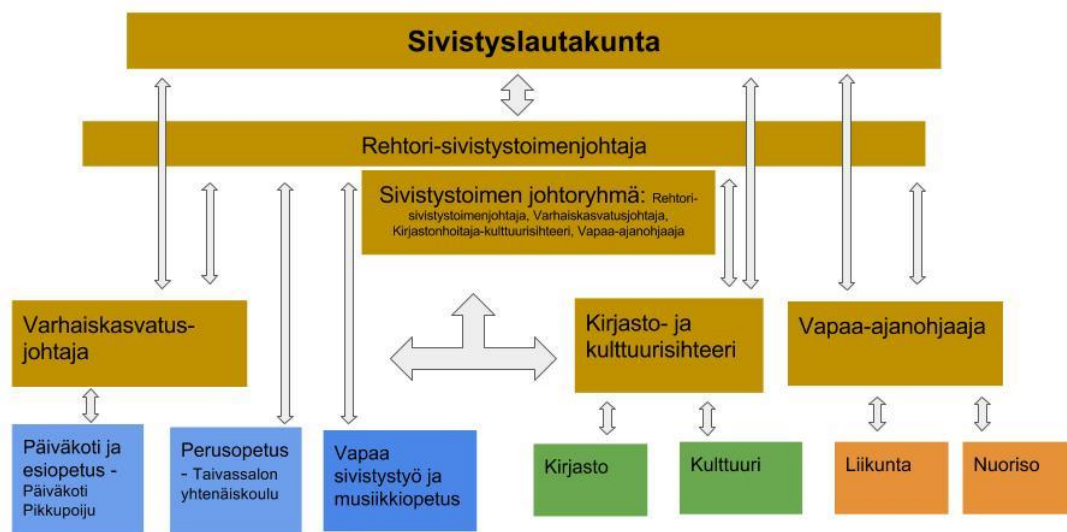 Sivistyslautakunta
Rehtori-sivistystoimenjohtaja
Sivistystoimen johtoryhmä: Rehtori-
sivistystoimenjohtaja, Varhaiskasvatusjohtaja,
Kirjastonhoitaja-kulttuurisihteeri, Vapaa-ajanohjaaja
Varhaiskasvatus-
johtaja
Kirjasto- ja
kulttuurisihteeri
Vapaa-ajanohjaaja
Päiväkoti ja
esiopetus -
Päiväkoti
Pikkupoiju
Perusopetus
- Taivassalon
yhtenäiskoulu
Vapaa
sivistystyö ja
musiikkiopetus
Kirjasto
Kulttuuri
Liikunta
Nuoriso